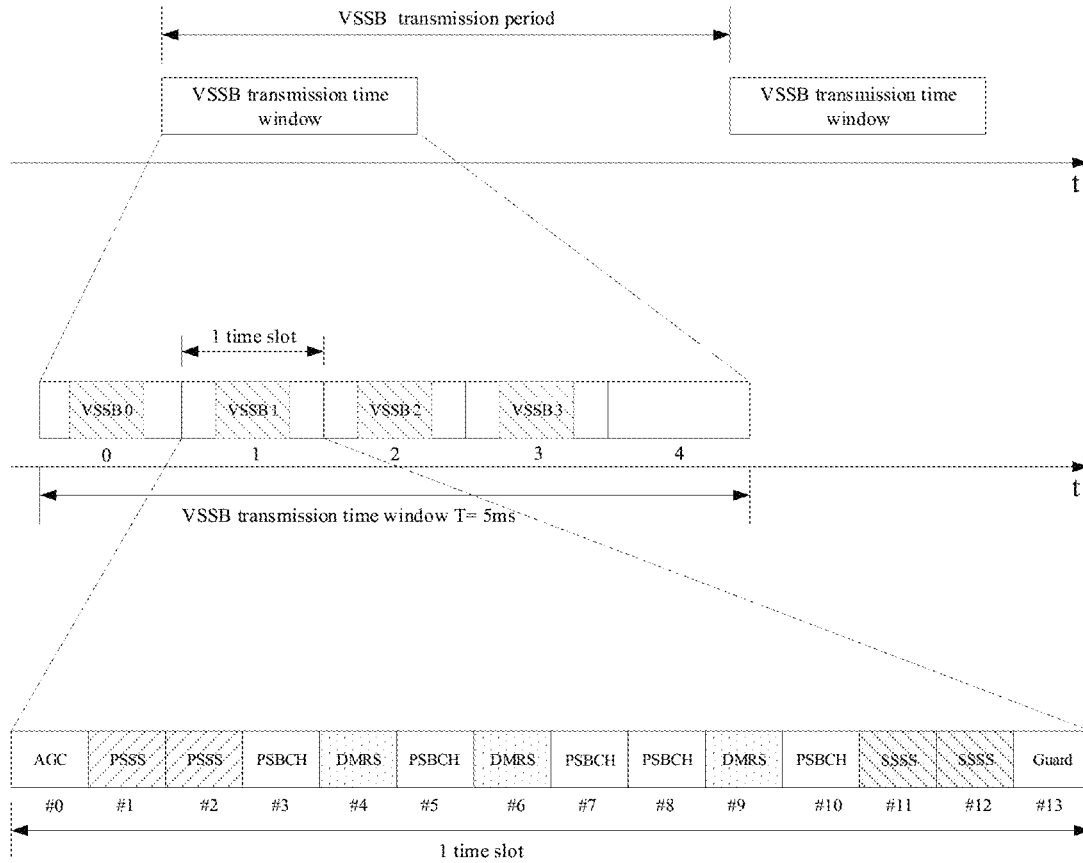 VSSB transmission period
VSSB transmission time
window
VSSB transmission time
window
t
1 time slot
VSSB 0
VSSB 1
VSSB 2
VSSB 3
0
1
2
3
4
t
VSSB transmission time window T= 5ms
AGC
PSSS
PSSS
PSBCH
DMRS
PSBCH
DMRS
PSBCH
PSBCH
DMRS
PSBCH
SSSS
SSSS
Guard
#0
#1
#2
#3
#4
#5
#6
#7
#8
#9
#10
#11
#12
#13
1 time slot